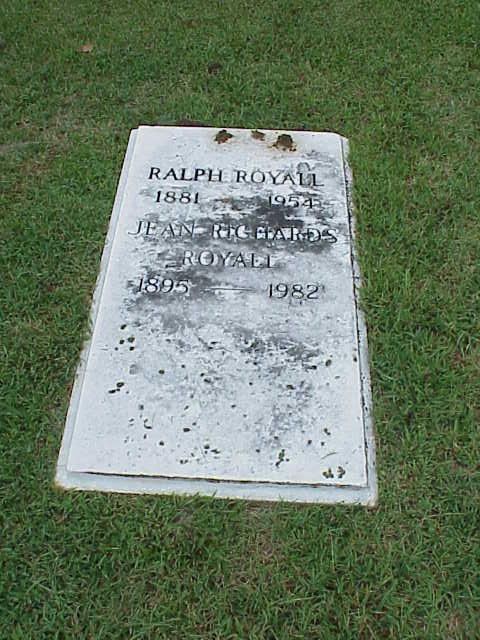 RALPH ROYALL
1881 — 1954
JEAN RICHARDS
ROYALL
1895 — 1982